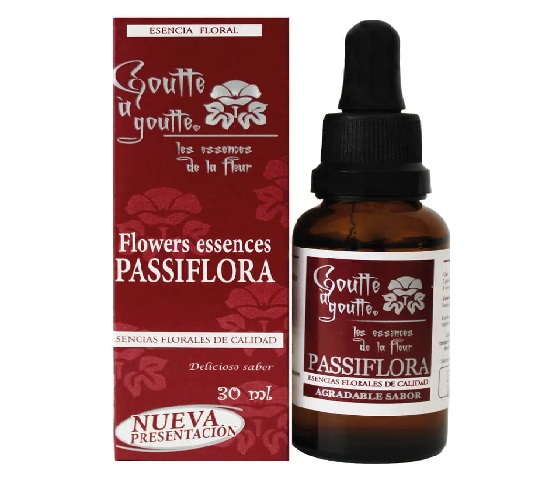 ESENCIA FLORAL
Goutte
à goutte®
les essences
de la fleur
Flowers essences
PASSIFLORA
SENCIAS FLORALES DE CALIDAD
Delicioso sabor
30 ml
NUEVA
PRESENTACIÓN
Goutte
à goutte®
les essences
de la fleur
PASSIFLORA
ESENCIAS FLORALES DE CALIDAD
AGRADABLE SABOR